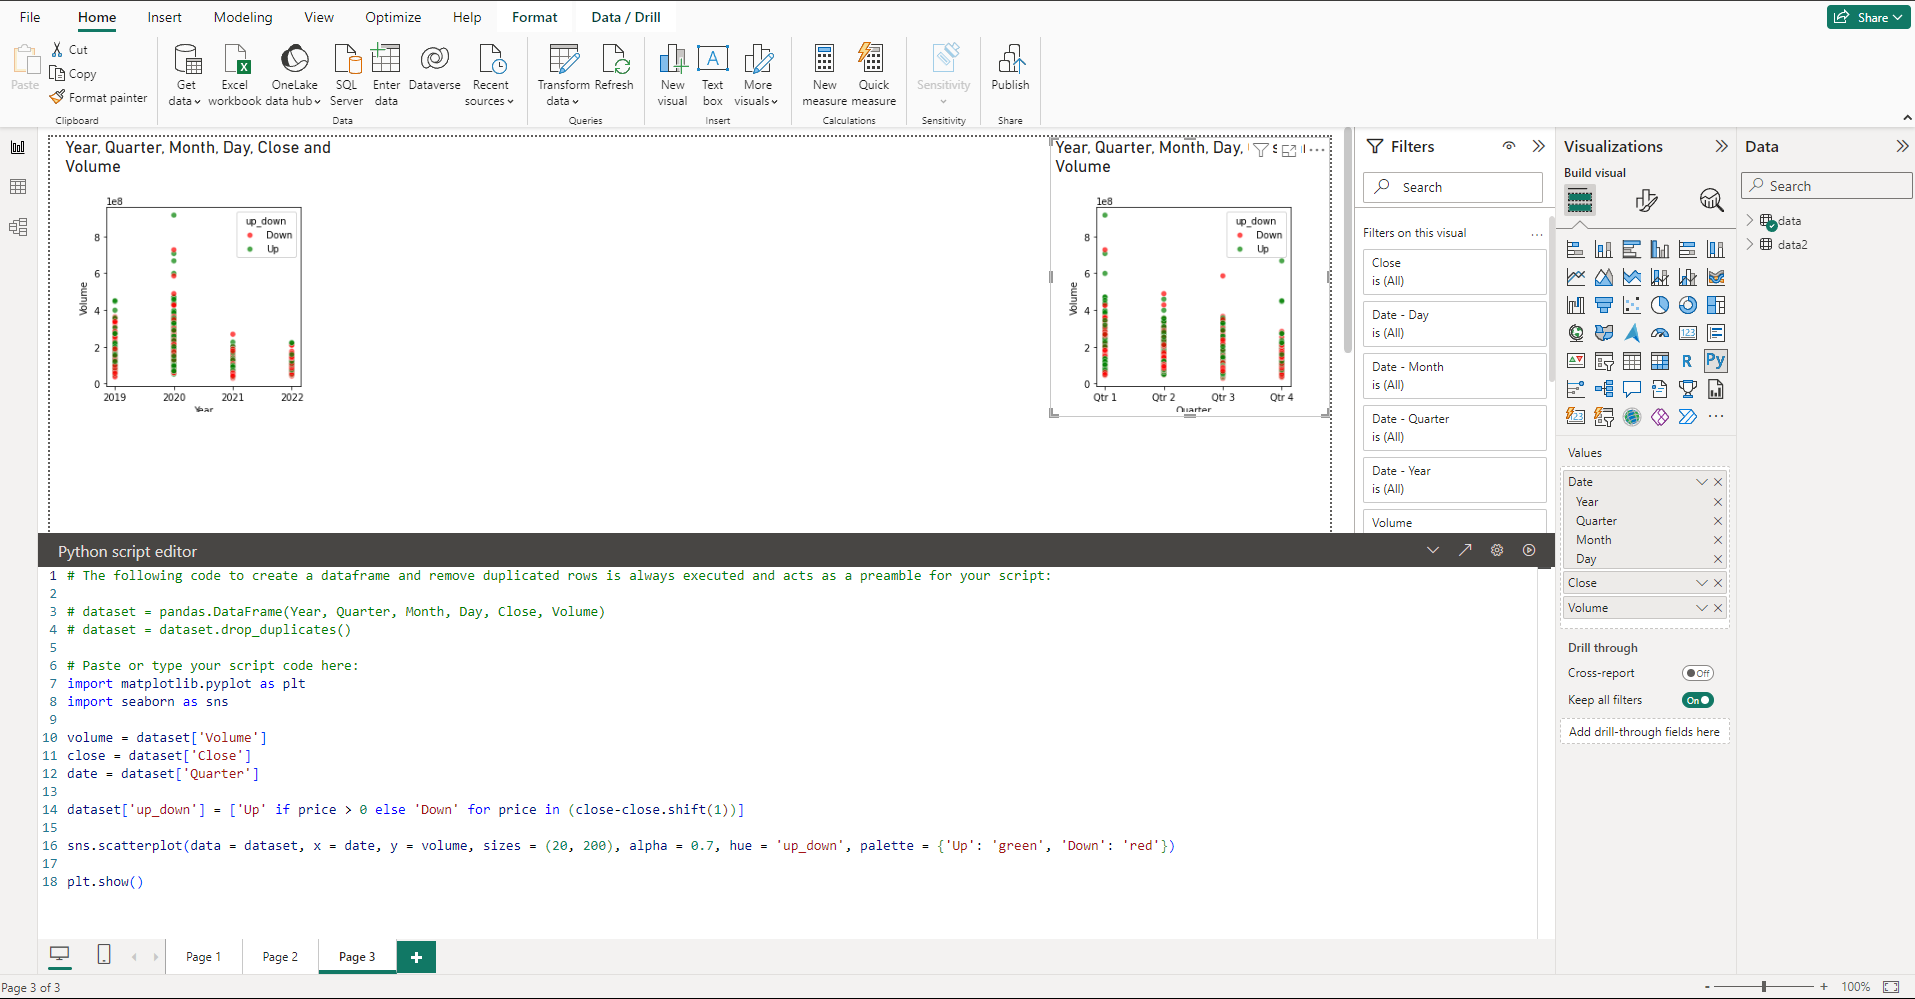 File Home Insert Modeling View Optimize Help Format Data / Drill Share
Paste
Cut
Copy
Format painter
Clipboard
Get data
Excel workbook
OneLake data hub
SQL Server
Enter data
Dataverse
Recent sources
Data
Transform data
Refresh
Queries
New visual
Text box
More visuals
Insert
New measure
Quick measure
Calculations
Sensitivity
Sensitivity
Publish
Share
Year, Quarter, Month, Day, Close and
Volume
1e8
up_down
Down
Up
8
6
4
2
0
Volume
2019 2020 2021 2022
Year
Year, Quarter, Month, Day,
Volume
1e8
up_down
Down
Up
8
6
4
2
0
Volume
Qtr 1 Qtr 2 Qtr 3 Qtr 4
Quarter
Filters
Search
Filters on this visual
Close
is (All)
Date - Day
is (All)
Date - Month
is (All)
Date - Quarter
is (All)
Date - Year
is (All)
Volume
Visualizations
Build visual
R
Py
123
123
Values
Date
Year
Quarter
Month
Day
Close
Volume
Drill through
Cross-report Off
Keep all filters On
Add drill-through fields here
Data
Search
data
data2
Python script editor
1 # The following code to create a dataframe and remove duplicated rows is always executed and acts as a preamble for your script:
2
3 # dataset = pandas.DataFrame(Year, Quarter, Month, Day, Close, Volume)
4 # dataset = dataset.drop_duplicates()
5
6 # Paste or type your script code here:
7 import matplotlib.pyplot as plt
8 import seaborn as sns
9
10 volume = dataset['Volume']
11 close = dataset['Close']
12 date = dataset['Quarter']
13
14 dataset['up_down'] = ['Up' if price > 0 else 'Down' for price in (close-close.shift(1))]
15
16 sns.scatterplot(data = dataset, x = date, y = volume, sizes = (20, 200), alpha = 0.7, hue = 'up_down', palette = {'Up': 'green', 'Down': 'red'})
17
18 plt.show()
Page 1 Page 2 Page 3 +
Page 3 of 3
- + 100%